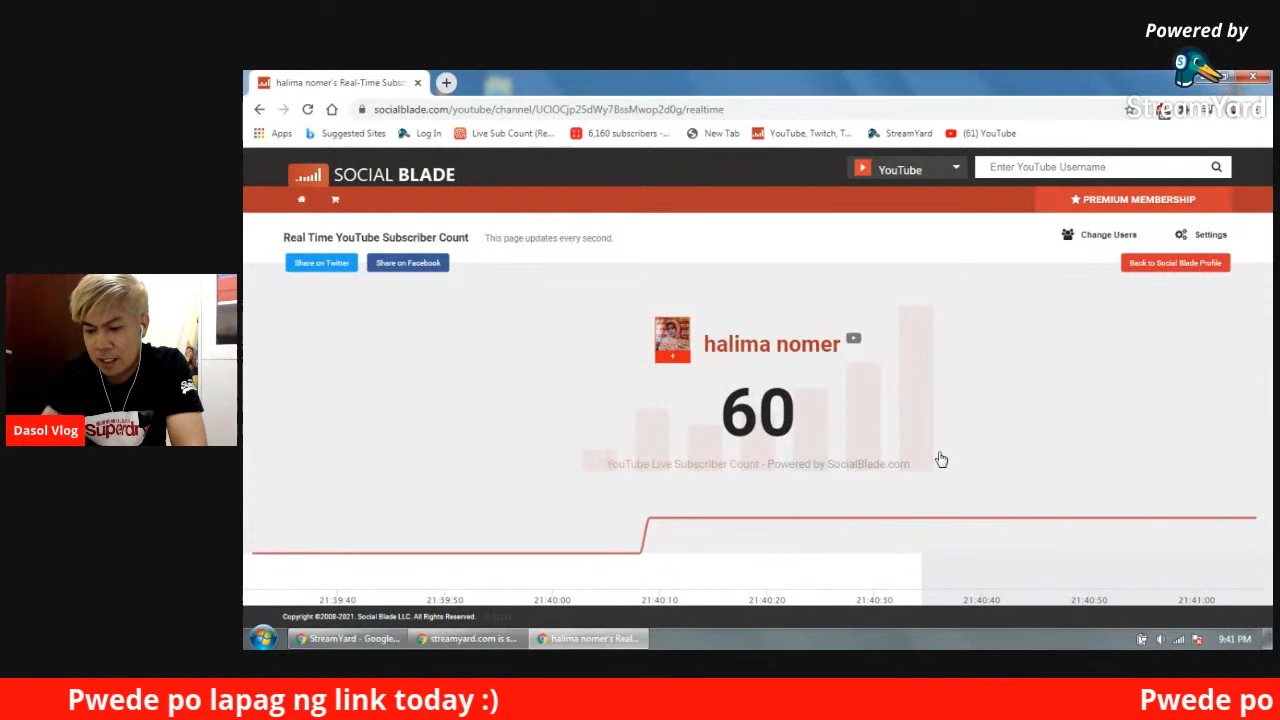 Powered by
StreamYard
halima nomer's Real-Time Subsc
socialblade.com/youtube/channel/UClOCjp25dWy7BssMwop2d0g/realtime
Apps Suggested Sites Log In Live Sub Count (Re... 6,160 subscribers -... New Tab YouTube, Twitch, T... StreamYard (61) YouTube
SOCIAL BLADE
YouTube
Enter YouTube Username
PREMIUM MEMBERSHIP
Real Time YouTube Subscriber Count This page updates every second.
Change Users Settings
Share on Twitter Share on Facebook
Back to Social Blade Profile
halima nomer
60
YouTube Live Subscriber Count - Powered by SocialBlade.com
Superdry
Dasol Vlog
21:39:40 21:39:50 21:40:00 21:40:10 21:40:20 21:40:30 21:40:40 21:40:50 21:41:00
Copyright ©2008-2021. Social Blade LLC. All Rights Reserved.
StreamYard - Google... streamyard.com is s... halima nomer's Real... 9:41 PM
Pwede po lapag ng link today :) Pwede po